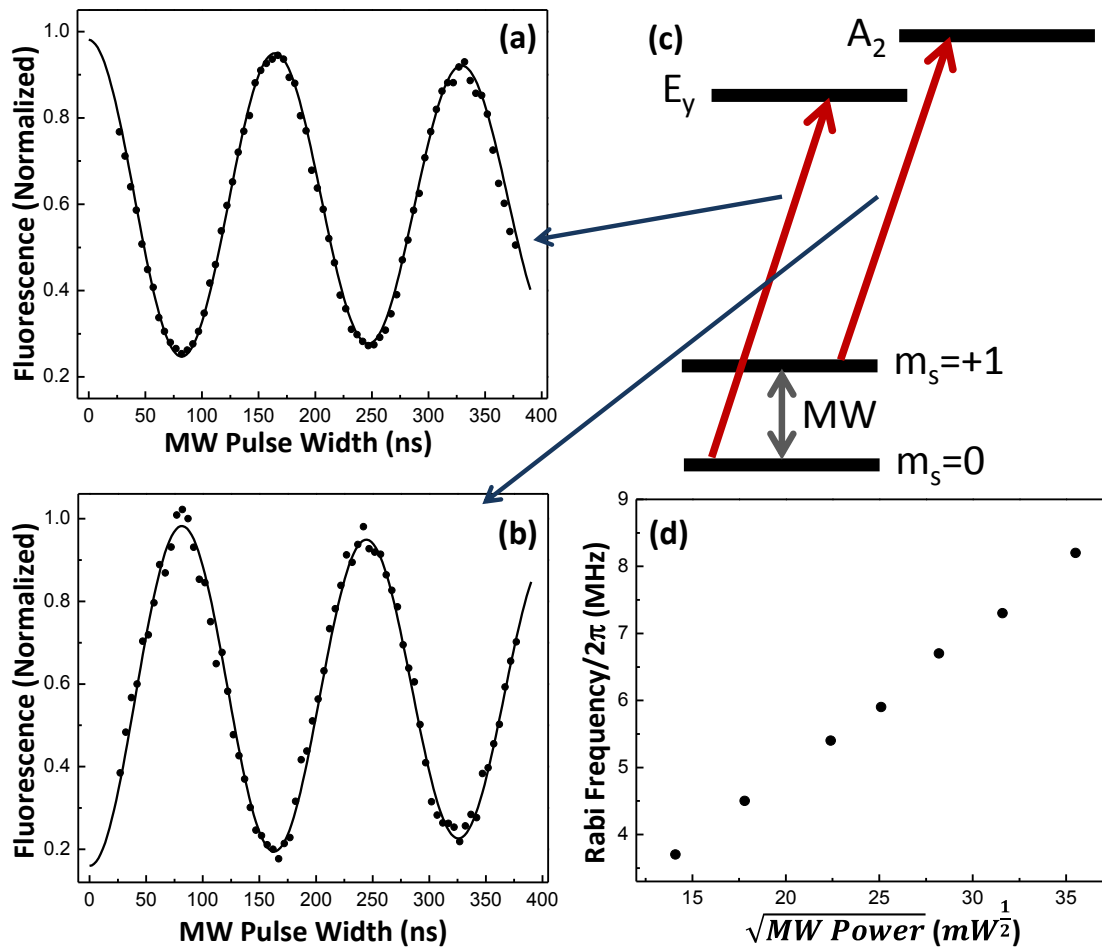 (a)
Fluorescence (Normalized)
1.0
0.8
0.6
0.4
0.2
0 50 100 150 200 250 300 350 400
MW Pulse Width (ns)
(c)
A₂
Eᵧ
mₛ=+1
MW
mₛ=0
(b)
Fluorescence (Normalized)
1.0
0.8
0.6
0.4
0.2
0 50 100 150 200 250 300 350 400
MW Pulse Width (ns)
(d)
Rabi Frequency/2π (MHz)
9
8
7
6
5
4
15 20 25 30 35
√MW Power (mW^1/2)